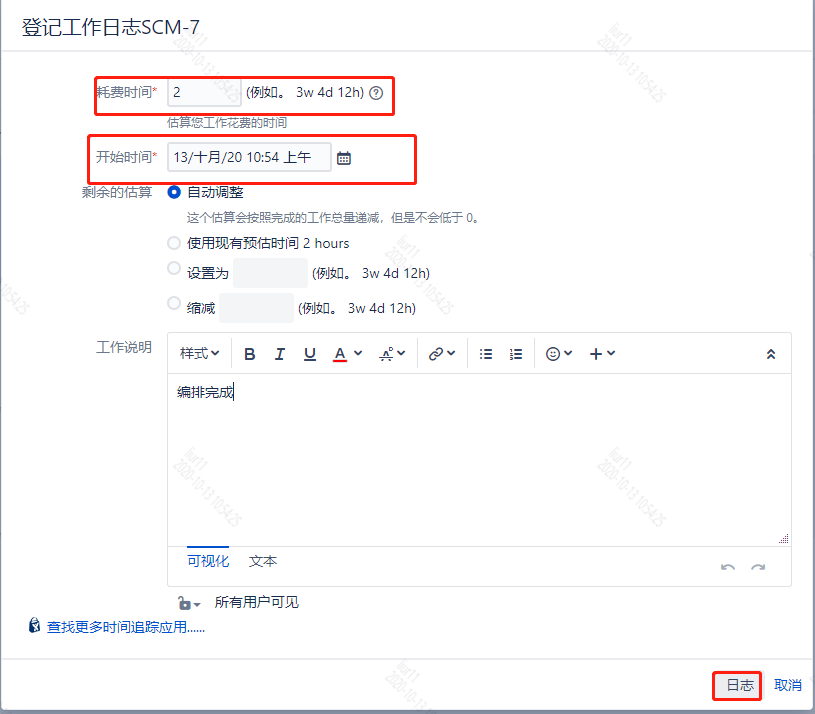 登记工作日志SCM-7
耗费时间* 2 (例如。 3w 4d 12h)
估算您工作花费的时间
开始时间* 13/十月/20 10:54 上午
剩余的估算 自动调整
这个估算会按照完成的工作总量递减，但是不会低于 0。
使用现有预估时间 2 hours
设置为 (例如。 3w 4d 12h)
缩减 (例如。 3w 4d 12h)
工作说明 样式 B I U A
编排完成
可视化 文本
所有用户可见
查找更多时间追踪应用......
日志 取消